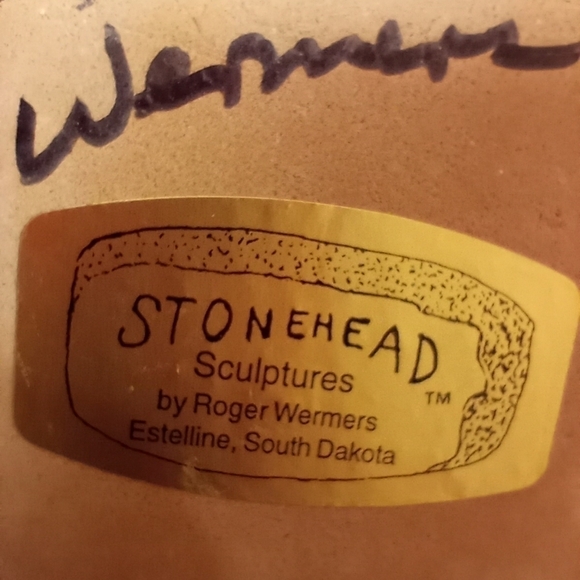 Wermers
STONEHEAD
Sculptures TM
by Roger Wermers
Estelline, South Dakota